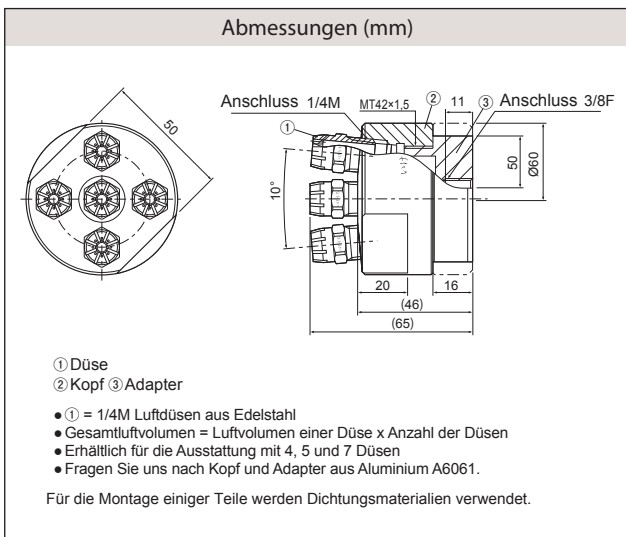 Abmessungen (mm)
50
Anschluss 1/4M
MT42×1,5
②
11
③
Anschluss 3/8F
①
10°
50
Ø60
20
16
(46)
(65)
①Düse
②Kopf ③Adapter
●① = 1/4M Luftdüsen aus Edelstahl
●Gesamtluftvolumen = Luftvolumen einer Düse x Anzahl der Düsen
●Erhältlich für die Ausstattung mit 4, 5 und 7 Düsen
●Fragen Sie uns nach Kopf und Adapter aus Aluminium A6061.
Für die Montage einiger Teile werden Dichtungsmaterialien verwendet.